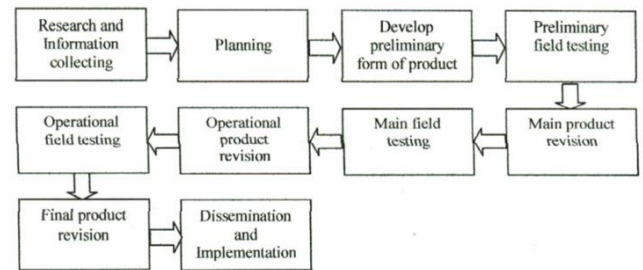 Research and
Information
collecting
Planning
Develop
preliminary
form of product
Preliminary
field testing
Main product
revision
Main field
testing
Operational
product
revision
Operational
field testing
Final product
revision
Dissemination
and
Implementation